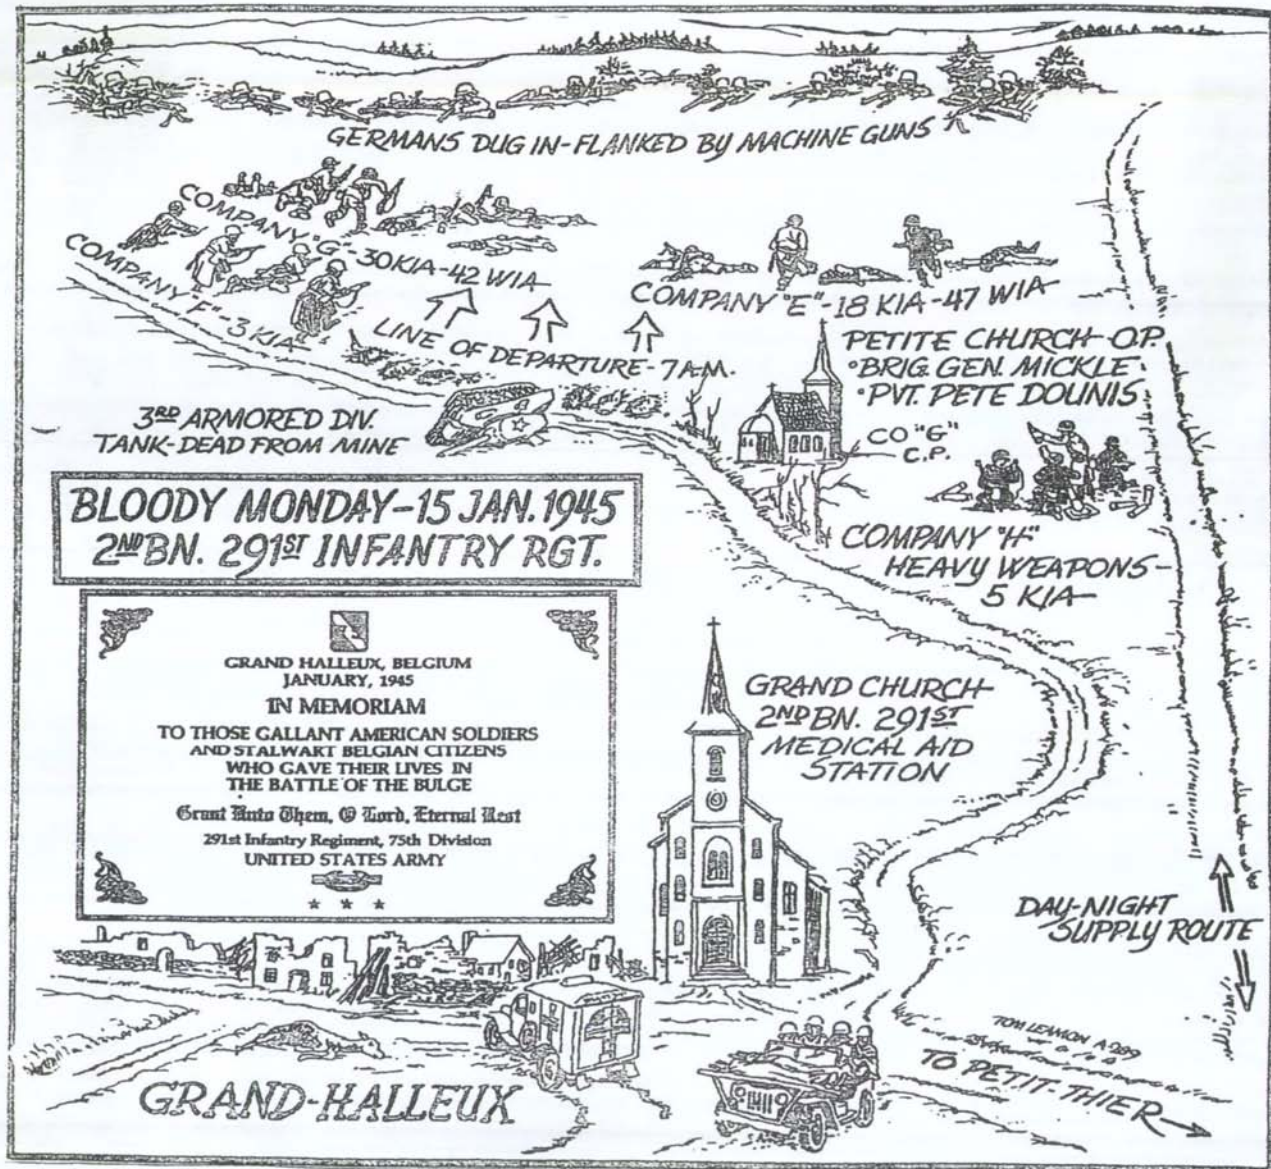 GERMANS DUG IN-FLANKED BY MACHINE GUNS
COMPANY "G"-30 KIA-42 WIA
COMPANY "F"-3 KIA
COMPANY "E"-18 KIA-47 WIA
LINE OF DEPARTURE-7 A.M.
PETITE CHURCH-O.P.
•BRIG. GEN. MICKLE
•PVT. PETE DOUNIS
CO "G"
C.P.
3RD ARMORED DIV.
TANK-DEAD FROM MINE
BLOODY MONDAY-15 JAN. 1945
2ND BN. 291ST INFANTRY RGT.
COMPANY "H"
HEAVY WEAPONS-
5 KIA
GRAND HALLEUX, BELGIUM
JANUARY, 1945
IN MEMORIAM
TO THOSE GALLANT AMERICAN SOLDIERS
AND STALWART BELGIAN CITIZENS
WHO GAVE THEIR LIVES IN
THE BATTLE OF THE BULGE
Grant Unto Them, O Lord, Eternal Rest
291st Infantry Regiment, 75th Division
UNITED STATES ARMY
GRAND CHURCH
2ND BN. 291ST
MEDICAL AID
STATION
DAY-NIGHT
SUPPLY ROUTE
TOM LEAMON A-289
TO PETIT-THIER
GRAND-HALLEUX